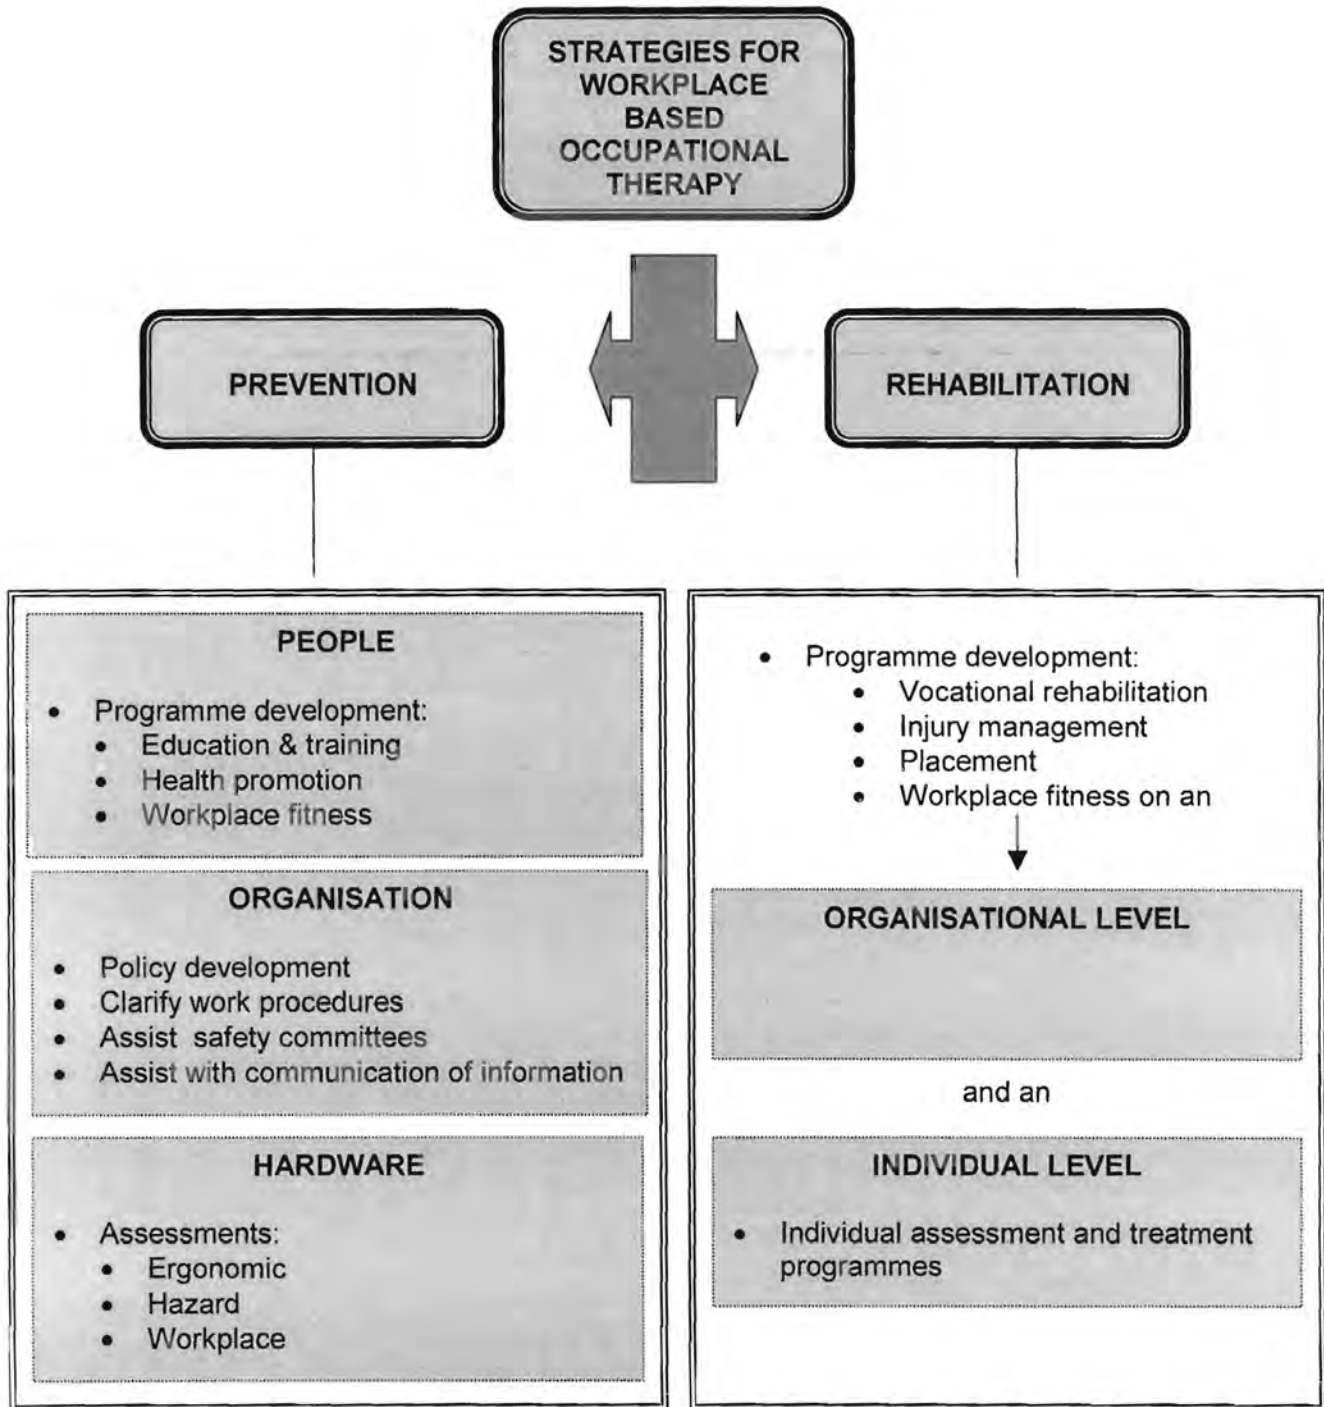 STRATEGIES FOR
WORKPLACE
BASED
OCCUPATIONAL
THERAPY
PREVENTION
REHABILITATION
PEOPLE
• Programme development:
• Education & training
• Health promotion
• Workplace fitness
ORGANISATION
• Policy development
• Clarify work procedures
• Assist safety committees
• Assist with communication of information
HARDWARE
• Assessments:
• Ergonomic
• Hazard
• Workplace
• Programme development:
• Vocational rehabilitation
• Injury management
• Placement
• Workplace fitness on an
ORGANISATIONAL LEVEL
and an
INDIVIDUAL LEVEL
• Individual assessment and treatment
programmes